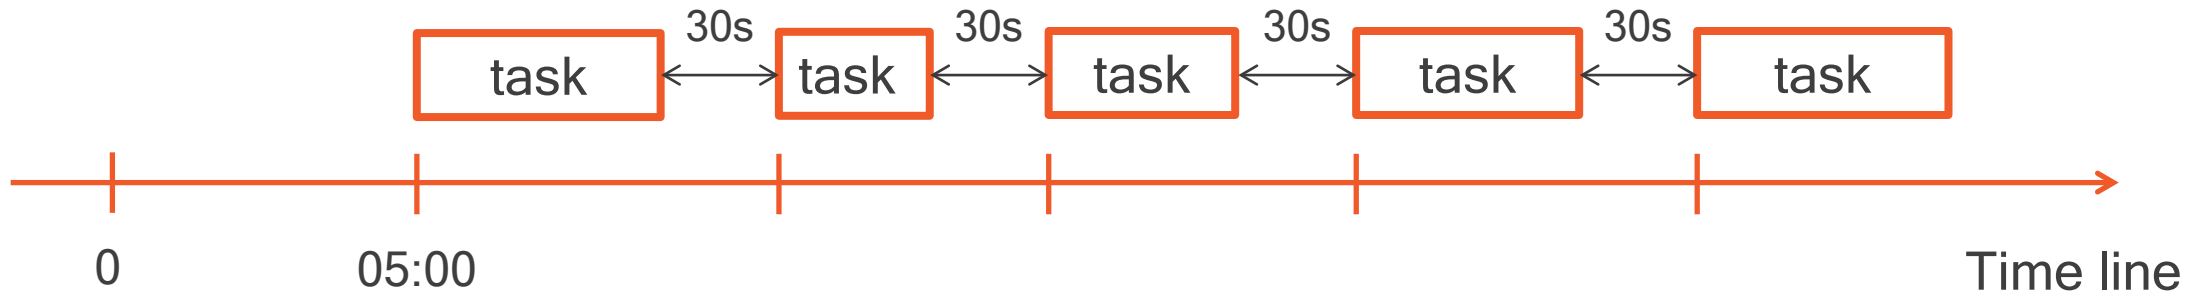 30s 30s 30s 30s
task task task task task
0 05:00 Time line